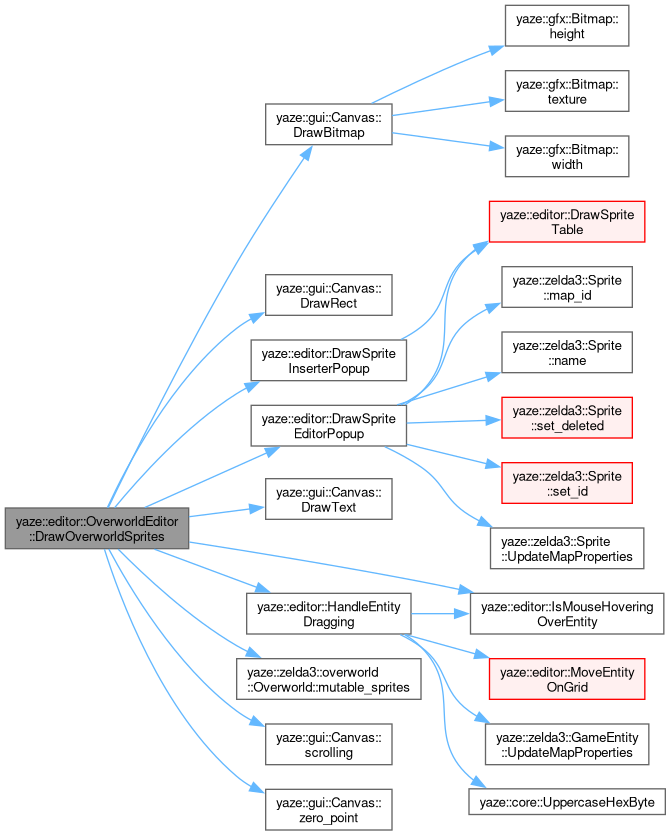 yaze::gfx::Bitmap::
height
yaze::gfx::Bitmap::
texture
yaze::gui::Canvas::
DrawBitmap
yaze::gfx::Bitmap::
width
yaze::editor::DrawSprite
Table
yaze::gui::Canvas::
DrawRect
yaze::zelda3::Sprite
::map_id
yaze::editor::DrawSprite
InserterPopup
yaze::zelda3::Sprite
::name
yaze::editor::DrawSprite
EditorPopup
yaze::zelda3::Sprite
::set_deleted
yaze::zelda3::Sprite
::set_id
yaze::gui::Canvas::
DrawText
yaze::editor::OverworldEditor
::DrawOverworldSprites
yaze::zelda3::Sprite
::UpdateMapProperties
yaze::editor::HandleEntity
Dragging
yaze::editor::IsMouseHovering
OverEntity
yaze::zelda3::overworld
::Overworld::mutable_sprites
yaze::editor::MoveEntity
OnGrid
yaze::gui::Canvas::
scrolling
yaze::zelda3::GameEntity
::UpdateMapProperties
yaze::gui::Canvas::
zero_point
yaze::core::UppercaseHexByte